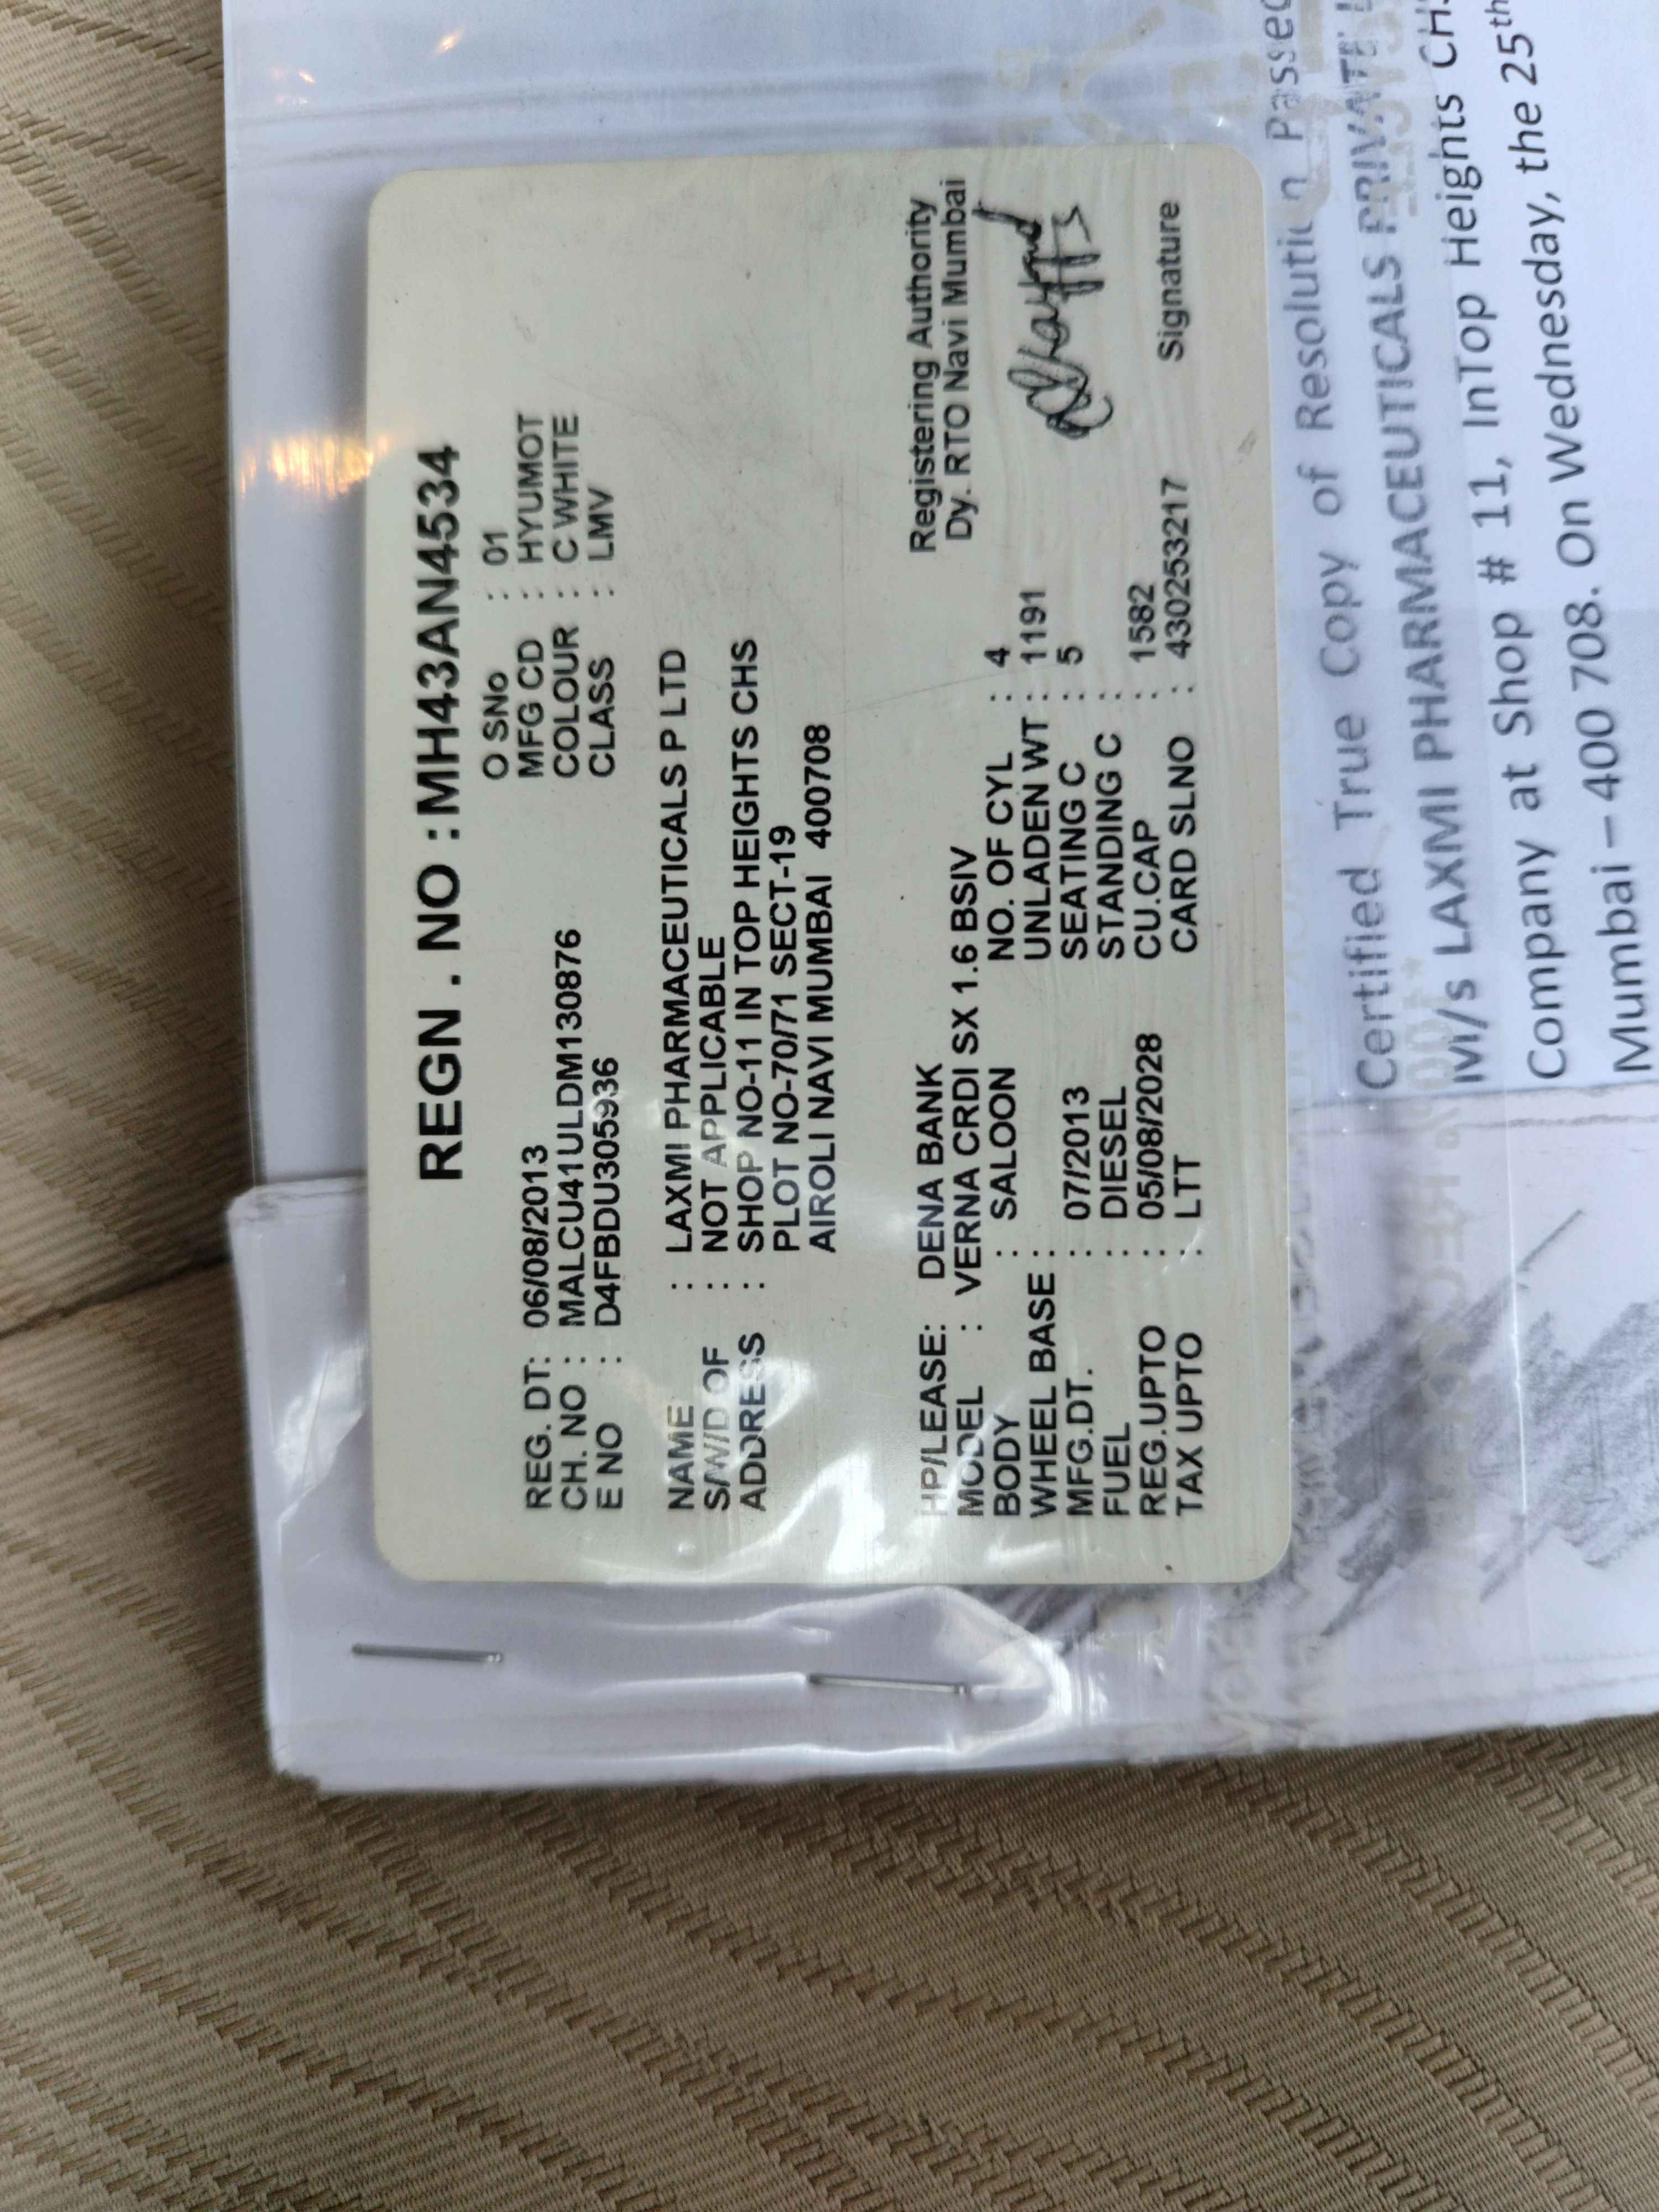 REGN . NO : MH43AN4534
REG. DT: 06/08/2013 O SNo : 01
CH. NO : MALCU41ULDM130876 MFG CD : HYUMOT
E NO : D4FBDU305936 COLOUR : C WHITE
CLASS : LMV
NAME : LAXMI PHARMACEUTICALS P LTD
S/W/D OF : NOT APPLICABLE
ADDRESS : SHOP NO-11 IN TOP HEIGHTS CHS
PLOT NO-70/71 SECT-19
AIROLI NAVI MUMBAI 400708
HP/LEASE: DENA BANK
MODEL : VERNA CRDI SX 1.6 BSIV
BODY : SALOON NO. OF CYL : 4
WHEEL BASE : UNLADEN WT : 1191
MFG.DT. : 07/2013 SEATING C : 5
FUEL : DIESEL STANDING C :
REG.UPTO : 05/08/2028 CU.CAP : 1582
TAX UPTO : LTT CARD SLNO : 4302532​17
Registering Authority
Dy. RTO Navi Mumbai
Signature
Certified True Copy of Resolution Passed
M/s LAXMI PHARMACEUTICALS PRIVATE
Company at Shop # 11, InTop Heights CHS
Mumbai – 400 708. On Wednesday, the 25th